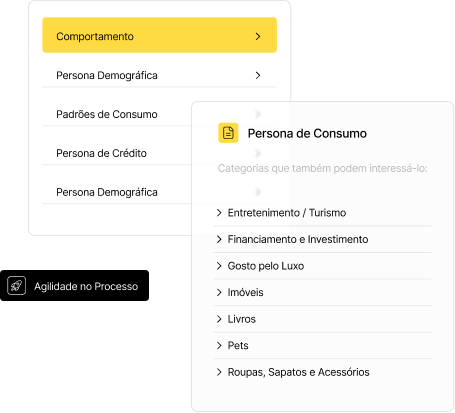 Comportamento
Persona Demográfica
Padrões de Consumo
Persona de Crédito
Persona Demográfica
Persona de Consumo
Categorias que também podem interessá-lo:
Entretenimento / Turismo
Financiamento e Investimento
Gosto pelo Luxo
Imóveis
Livros
Pets
Roupas, Sapatos e Acessórios
Agilidade no Processo